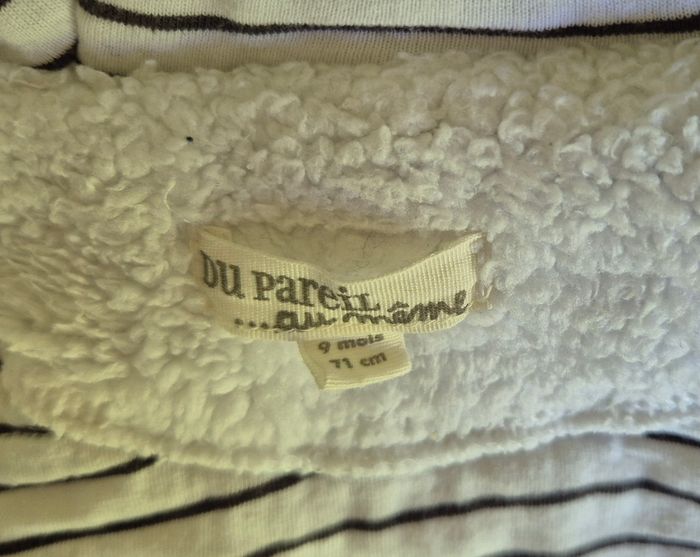 DU PAREIL
...au même
9 mois
71 cm